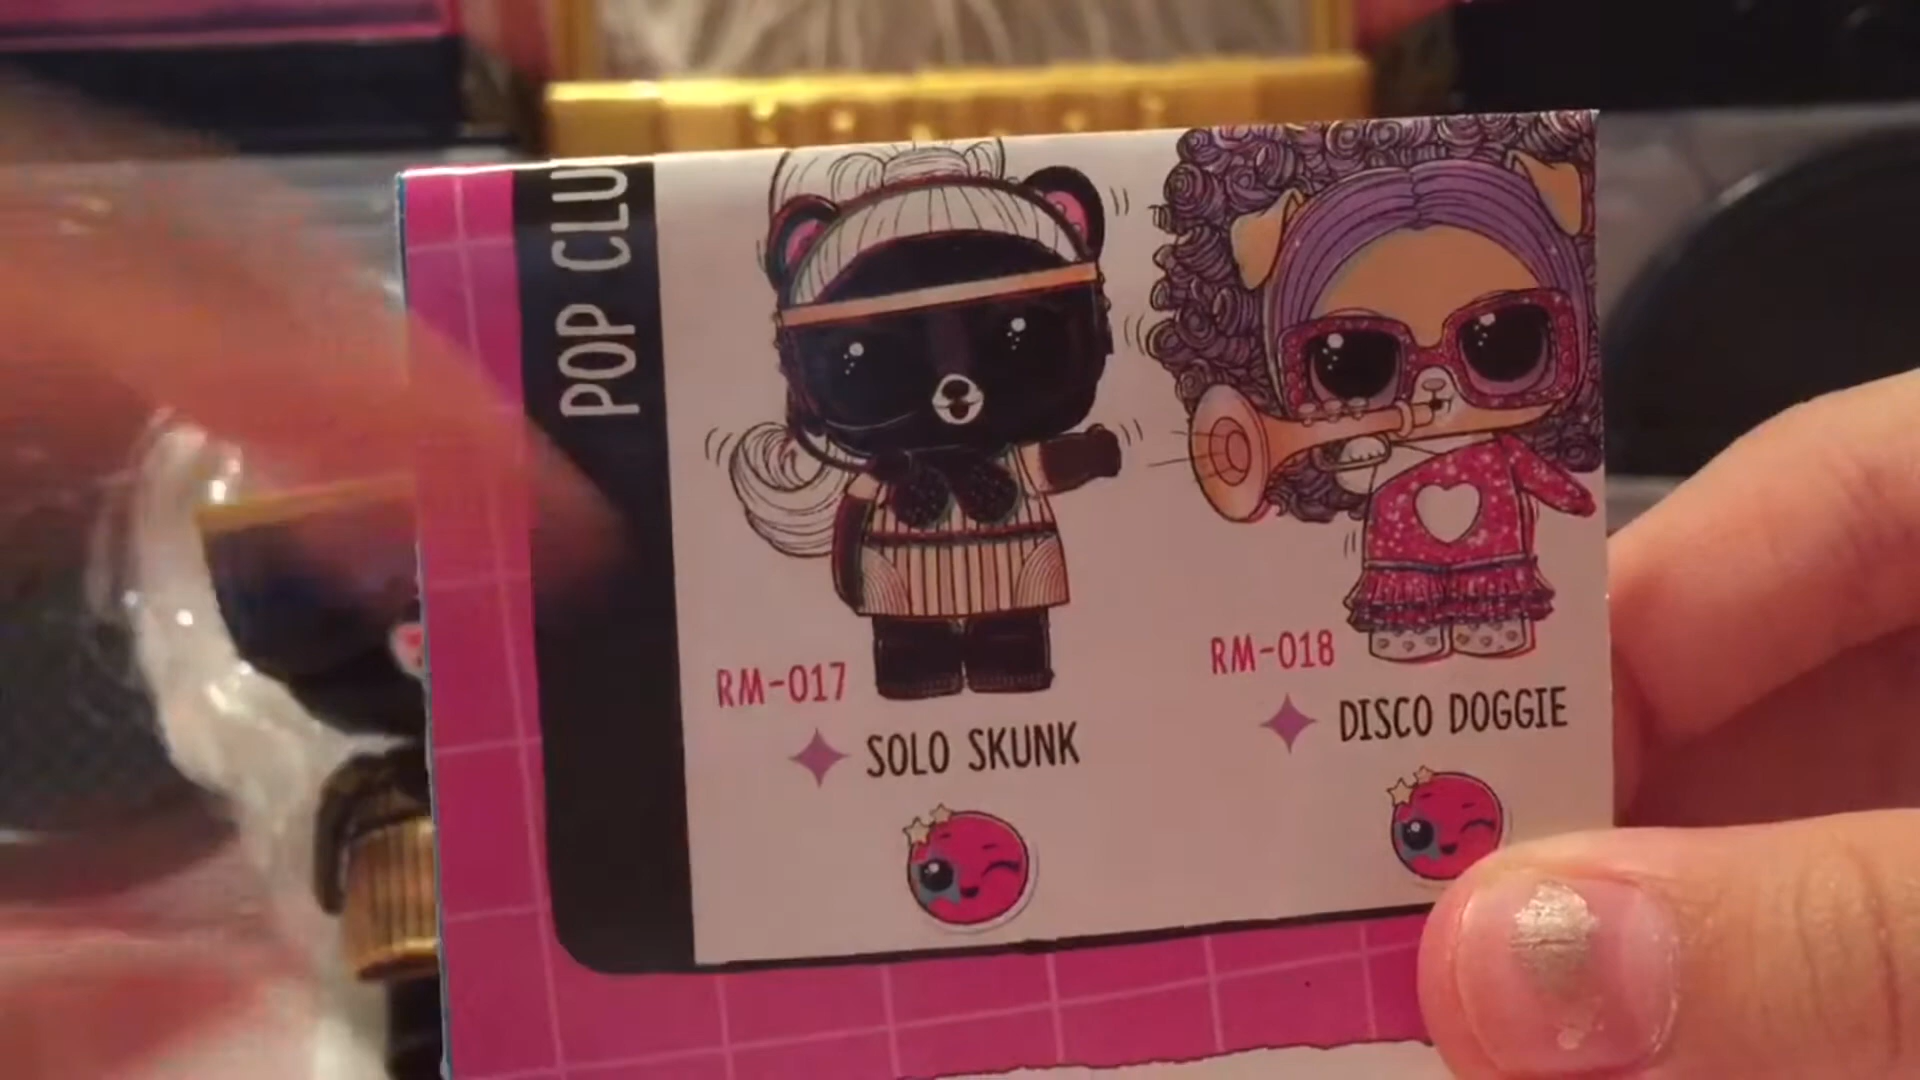 POP CLU
RM-017
SOLO SKUNK
RM-018
DISCO DOGGIE